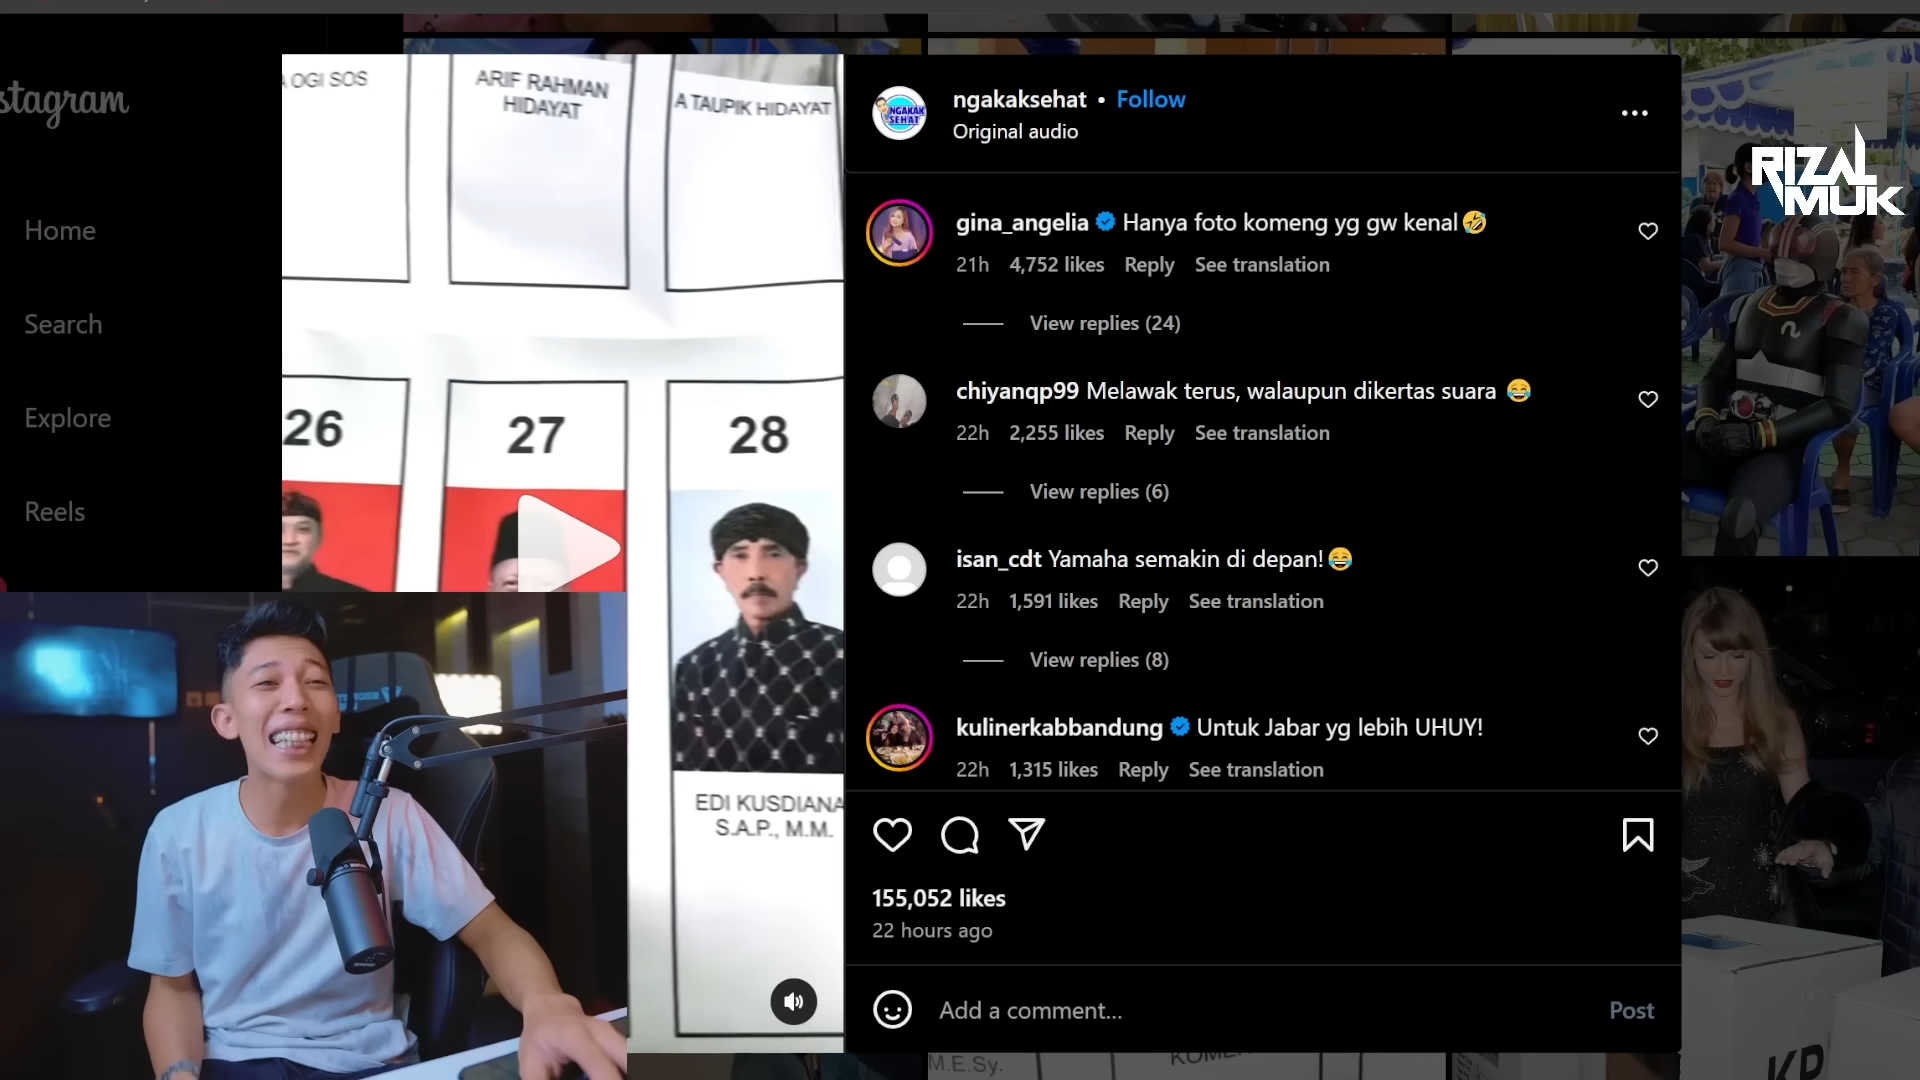 stagram
Home
Search
Explore
Reels
OGI SOS
ARIF RAHMAN
HIDAYAT
A TAUPIK HIDAYAT
26
27
28
EDI KUSDIANA
S.A.P., M.M.
NGAKAK
SEHAT
ngakaksehat • Follow
Original audio
gina_angelia Hanya foto komeng yg gw kenal🤣
21h 4,752 likes Reply See translation
View replies (24)
chiyanqp99 Melawak terus, walaupun dikertas suara 😂
22h 2,255 likes Reply See translation
View replies (6)
isan_cdt Yamaha semakin di depan!😂
22h 1,591 likes Reply See translation
View replies (8)
kulinerkabbandung Untuk Jabar yg lebih UHUY!
22h 1,315 likes Reply See translation
155,052 likes
22 hours ago
Add a comment...
Post
RIZAL
MUK
M.E.Sy.